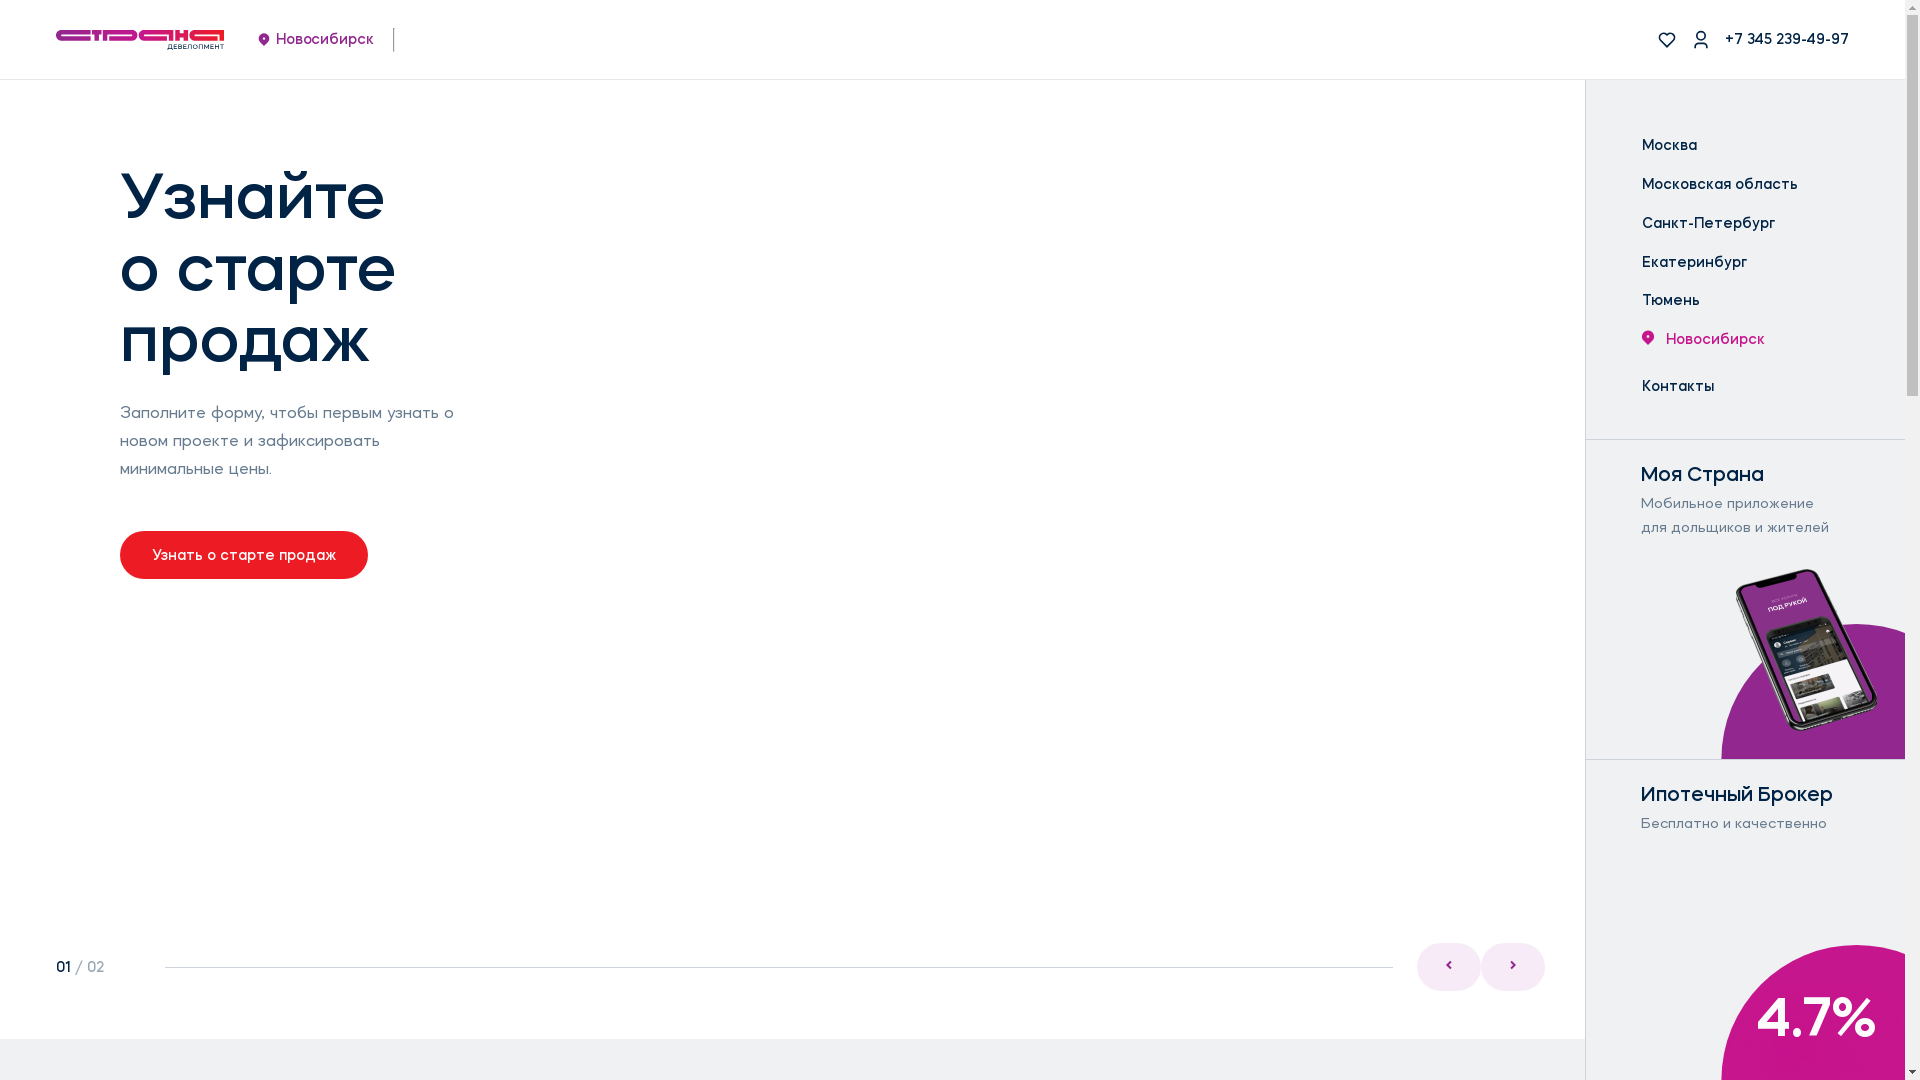 страна
ДЕВЕЛОПМЕНТ
Новосибирск
+7 345 239-49-97
Узнайте
о старте
продаж
Заполните форму, чтобы первым узнать о
новом проекте и зафиксировать
минимальные цены.
Узнать о старте продаж
01 / 02
Москва
Московская область
Санкт-Петербург
Екатеринбург
Тюмень
Новосибирск
Контакты
Моя Страна
Мобильное приложение
для дольщиков и жителей
ПОД РУКОЙ
Ипотечный Брокер
Бесплатно и качественно
4.7%